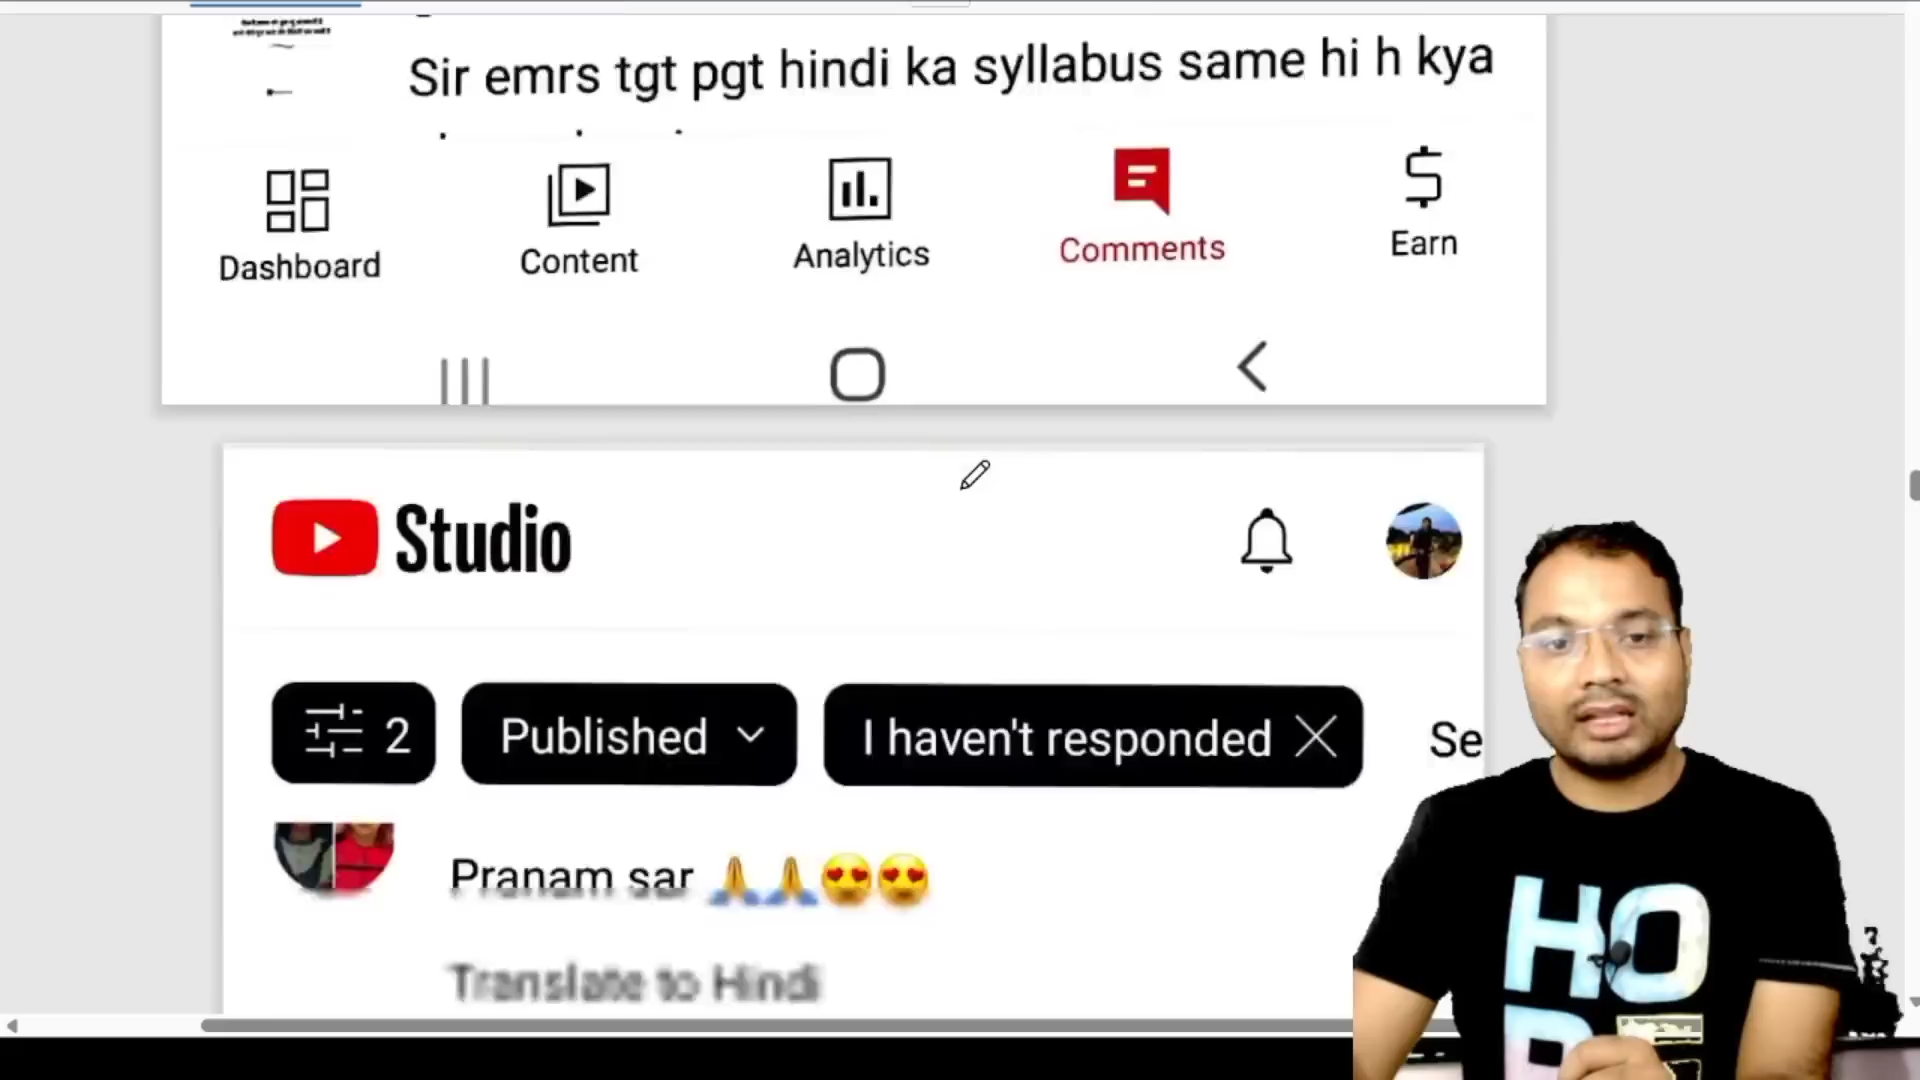 Sir emrs tgt pgt hindi ka syllabus same hi h kya
Dashboard
Content
Analytics
Comments
Earn
Studio
2
Published
I haven't responded
Se
Pranam sar 🙏🙏😍😍
Translate to Hindi
HO